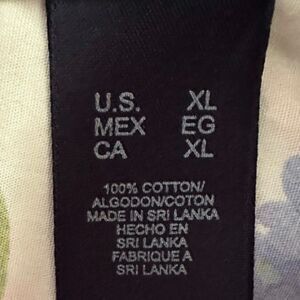 U.S. XL
MEX EG
CA XL
100% COTTON/
ALGODON/COTON
MADE IN SRI LANKA
HECHO EN
SRI LANKA
FABRIQUE A
SRI LANKA